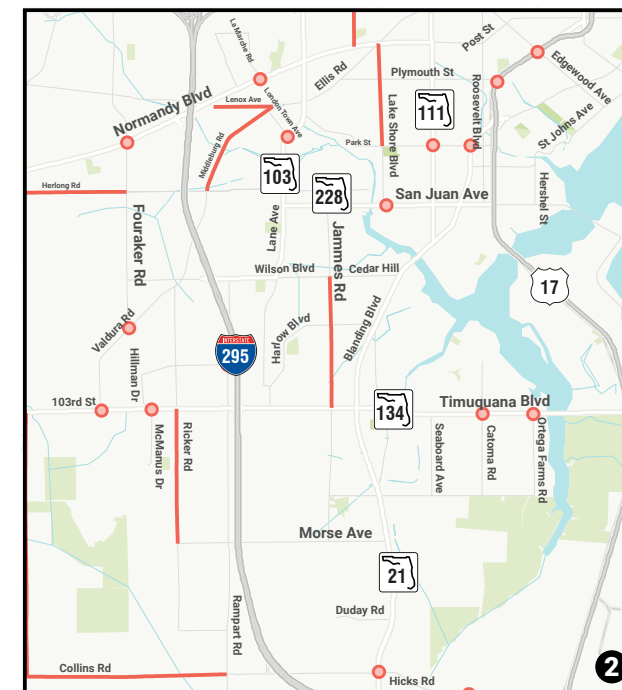 La Marche Rd
Post St
Edgewood Ave
Ellis Rd
Plymouth St
Roosevelt Blvd
Normandy Blvd
Lenox Ave
London Town Ave
Lake Shore Blvd
111
St Johns Ave
Middleburg Rd
Park St
103
228
San Juan Ave
Herlong Rd
Hershel St
Fouraker Rd
Lane Ave
Jammes Rd
Wilson Blvd
Cedar Hill
17
Valdura Rd
Harlow Blvd
Blanding Blvd
Hillman Dr
INTERSTATE
295
103rd St
134
Timuquana Blvd
McManus Dr
Ricker Rd
Seaboard Ave
Catoma Rd
Ortega Farms Rd
Morse Ave
21
Rampart Rd
Duday Rd
Collins Rd
Hicks Rd
2